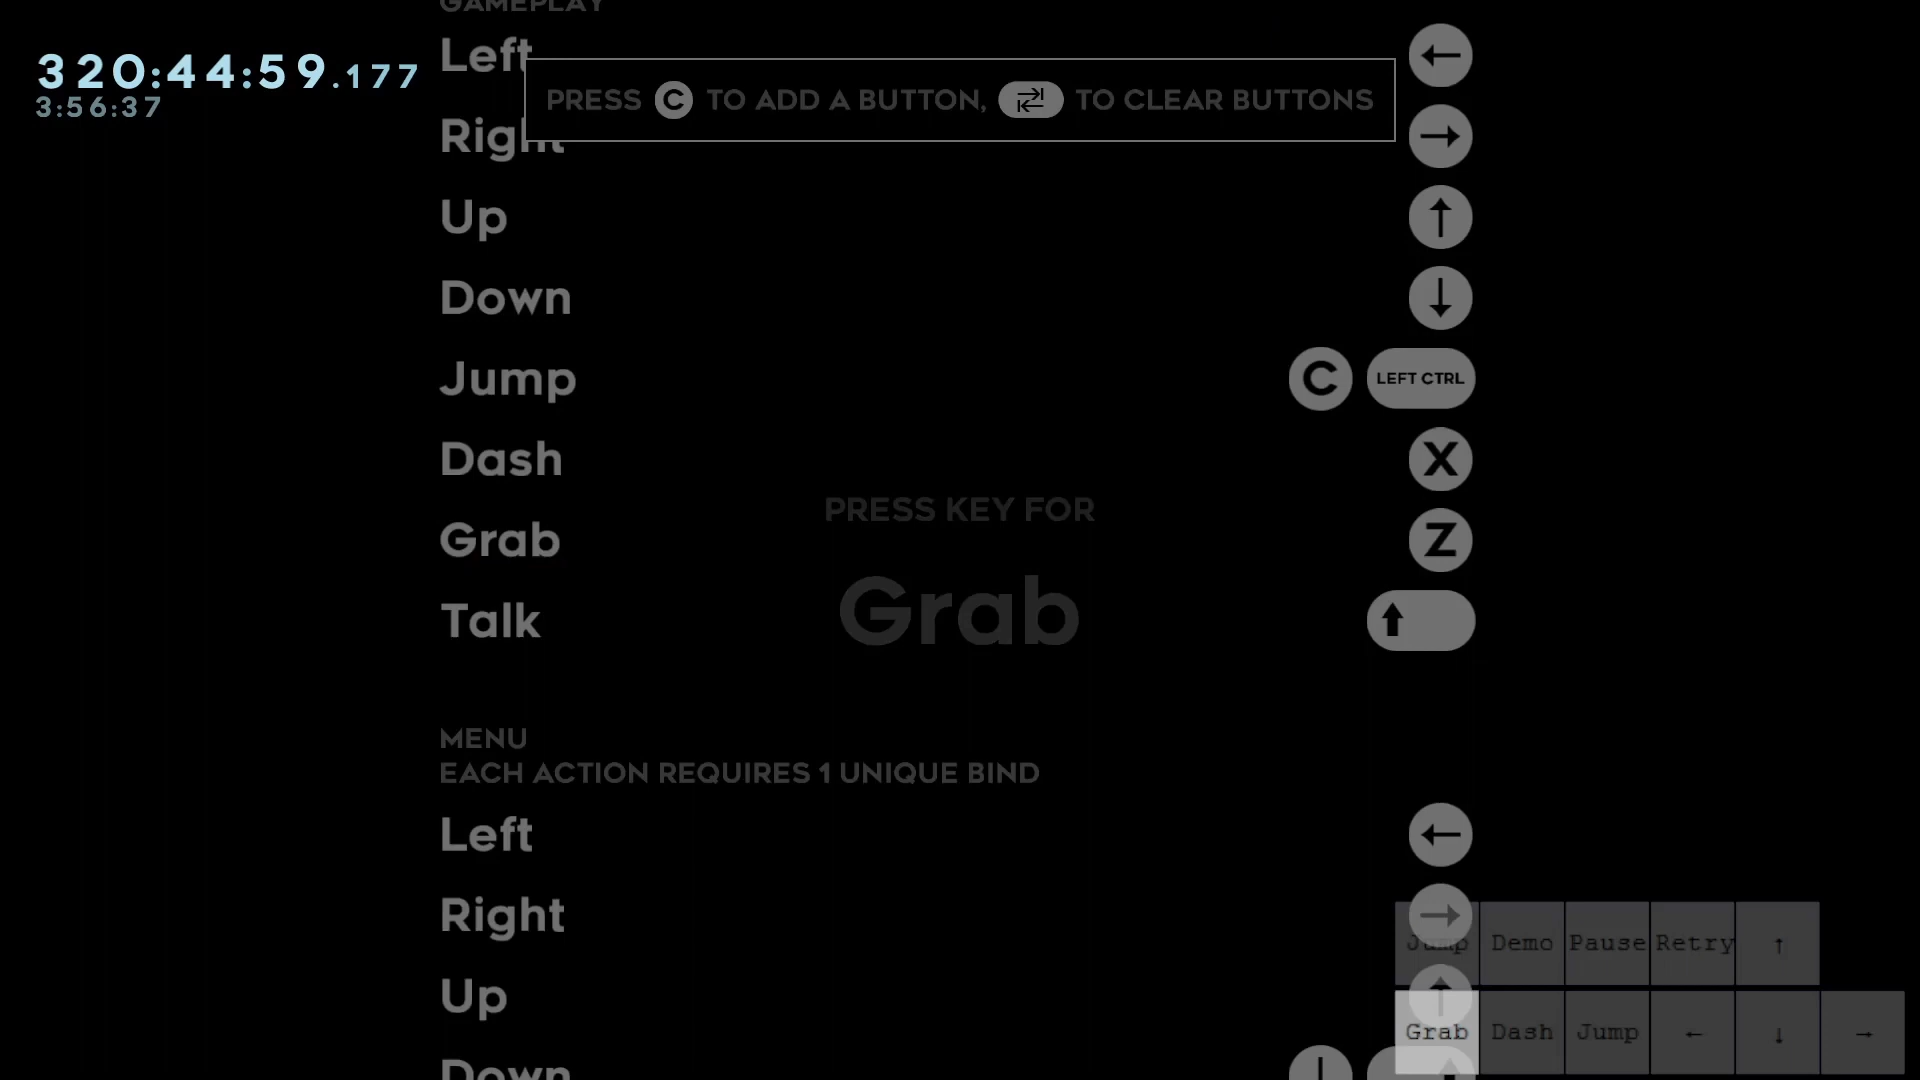 GAMEPLAY
320:44:59.177
3:56:37
Left ←
PRESS C TO ADD A BUTTON, ⇄ TO CLEAR BUTTONS
Right →
Up ↑
Down ↓
Jump C LEFT CTRL
Dash X
PRESS KEY FOR
Grab Z
Grab
Talk
MENU
EACH ACTION REQUIRES 1 UNIQUE BIND
Left ←
Right →
Jump Demo Pause Retry ↑
Up ↑
Grab Dash Jump ← ↓ →
Down